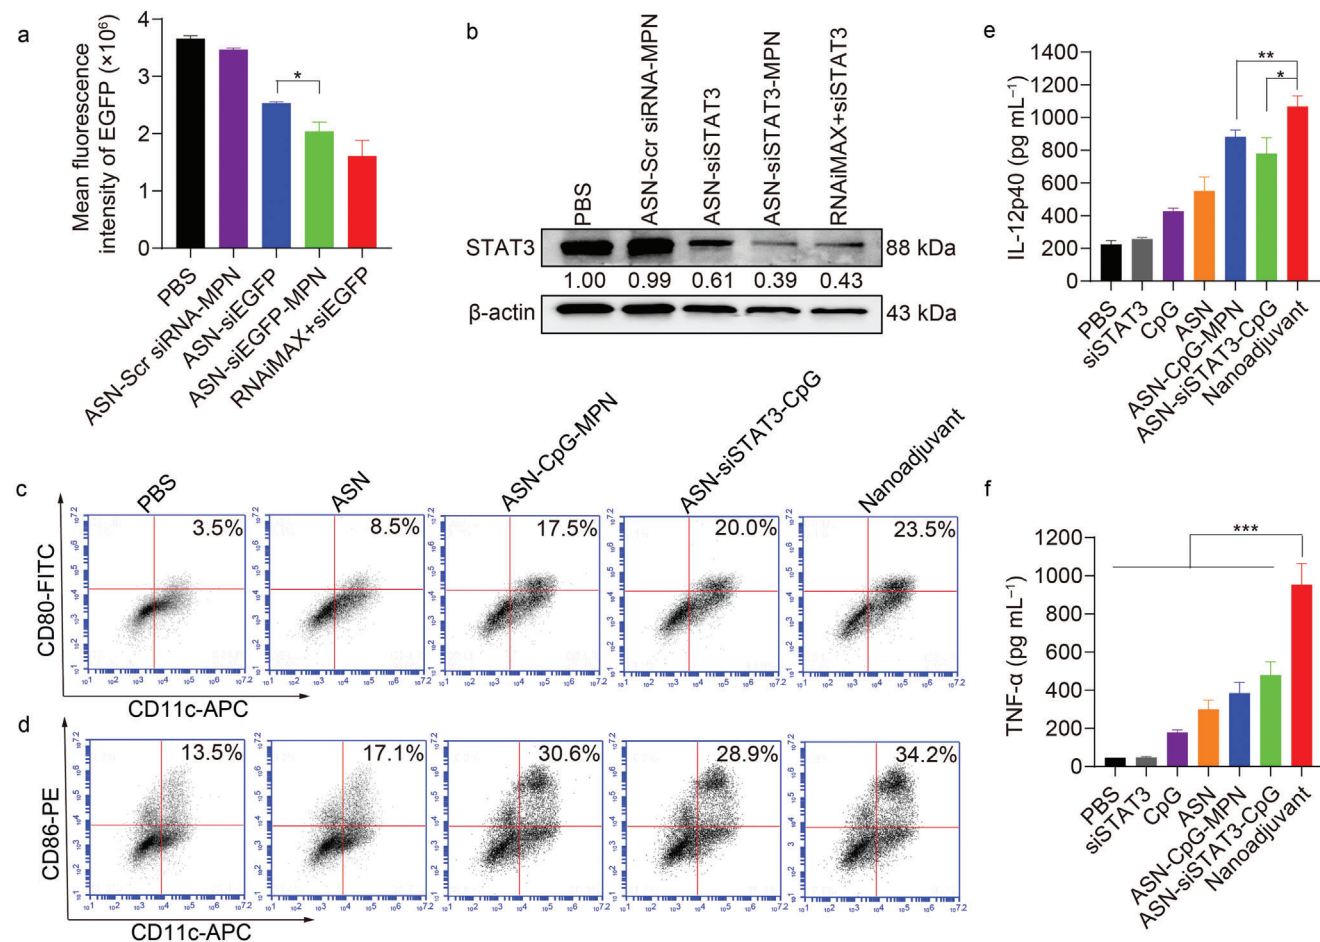 a
Mean fluorescence
intensity of EGFP (×10⁶)
4
3
2
1
0
*
PBS
ASN-Scr siRNA-MPN
ASN-siEGFP
ASN-siEGFP-MPN
RNAiMAX+siEGFP
b
PBS
ASN-Scr siRNA-MPN
ASN-siSTAT3
ASN-siSTAT3-MPN
RNAiMAX+siSTAT3
STAT3
88 kDa
1.00 0.99 0.61 0.39 0.43
β-actin
43 kDa
e
IL-12p40 (pg mL⁻¹)
1400
1200
1000
800
600
400
200
0
**
*
PBS
siSTAT3
CpG
ASN
ASN-CpG-MPN
ASN-siSTAT3-CpG
Nanoadjuvant
c
PBS
ASN
ASN-CpG-MPN
ASN-siSTAT3-CpG
Nanoadjuvant
3.5%
8.5%
17.5%
20.0%
23.5%
CD80-FITC
CD11c-APC
d
13.5%
17.1%
30.6%
28.9%
34.2%
CD86-PE
CD11c-APC
f
TNF-α (pg mL⁻¹)
1200
1000
800
600
400
200
0
***
PBS
siSTAT3
CpG
ASN
ASN-CpG-MPN
ASN-siSTAT3-CpG
Nanoadjuvant